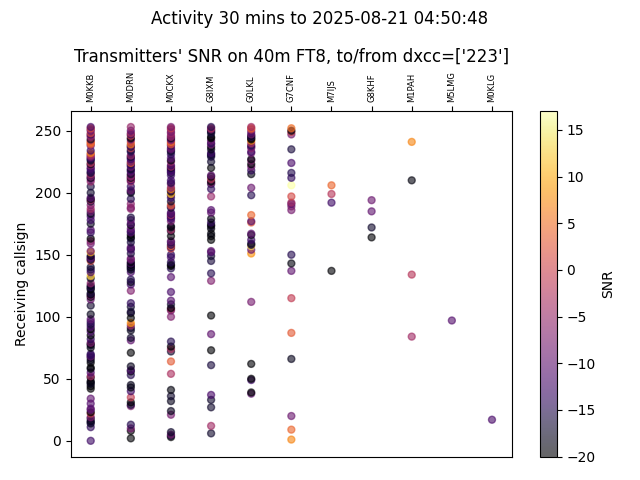 Activity 30 mins to 2025-08-21 04:50:48
Transmitters' SNR on 40m FT8, to/from dxcc=['223']
M0KKB
M0DRN
M0CKX
G8IXM
G0LKL
G7CNF
M7IJS
G8KHF
M1PAH
M5LMG
M0KLG
250
200
150
100
50
0
Receiving callsign
15
10
5
0
−5
−10
−15
−20
SNR